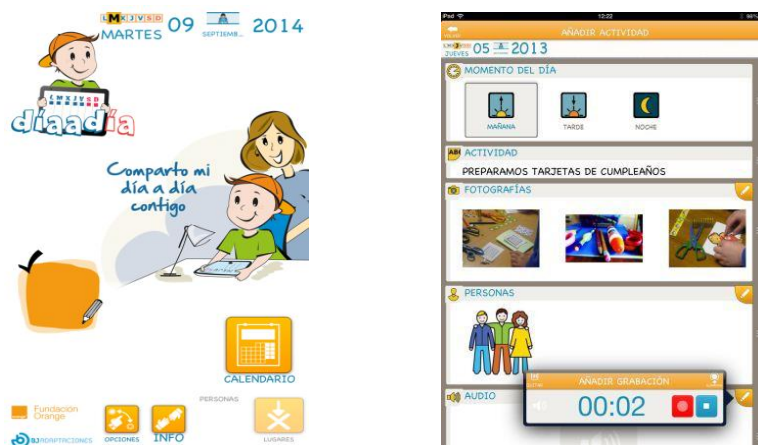 L M X J V S D
MARTES 09 SEPTIEMB... 2014
L M X J V S D
díaadía
Comparto mi
día a día
contigo
CALENDARIO
PERSONAS
Fundación
Orange
BJ ADAPTACIONES
OPCIONES
INFO
LUGARES
iPad 12:22 96%
AÑADIR ACTIVIDAD
JUEVES 05 2013
MOMENTO DEL DÍA
MAÑANA TARDE NOCHE
ACTIVIDAD
PREPARAMOS TARJETAS DE CUMPLEAÑOS
FOTOGRAFÍAS
PERSONAS
AUDIO
AÑADIR GRABACIÓN
00:02